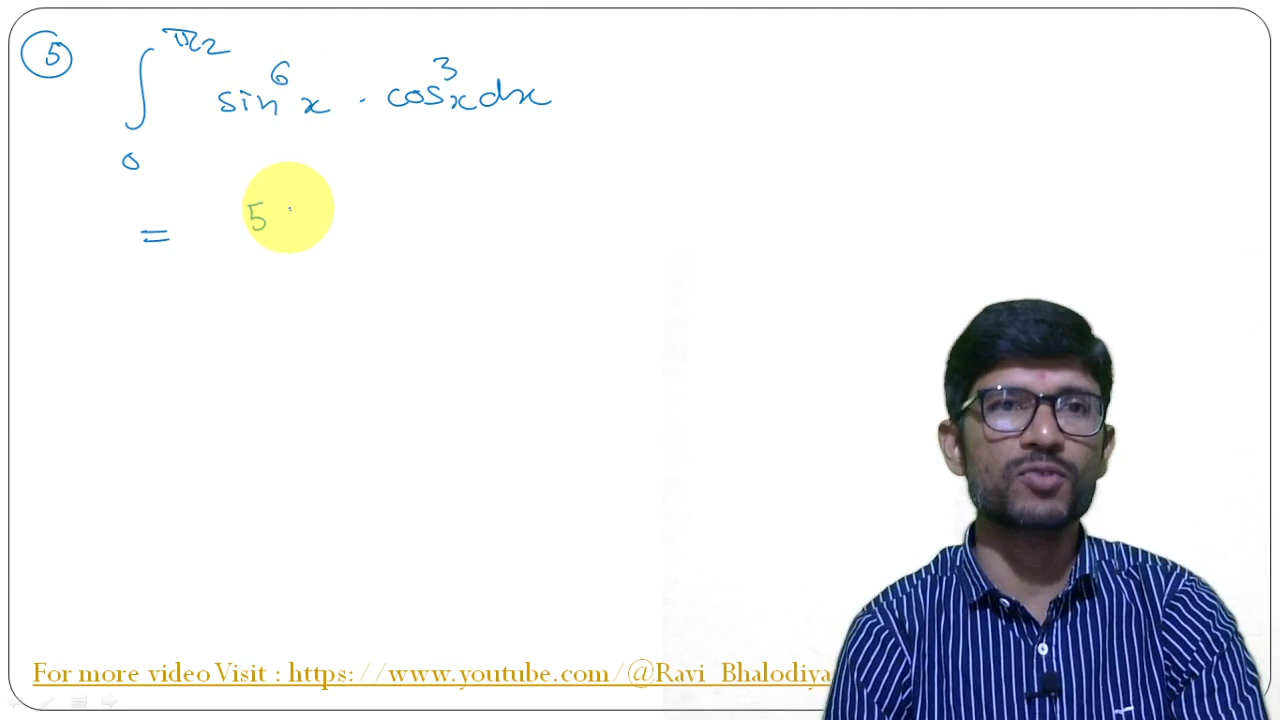 5 ∫₀^π/2 sin⁶x · cos³x dx
= 5
For more video Visit : https://www.youtube.com/@Ravi_Bhalodiya